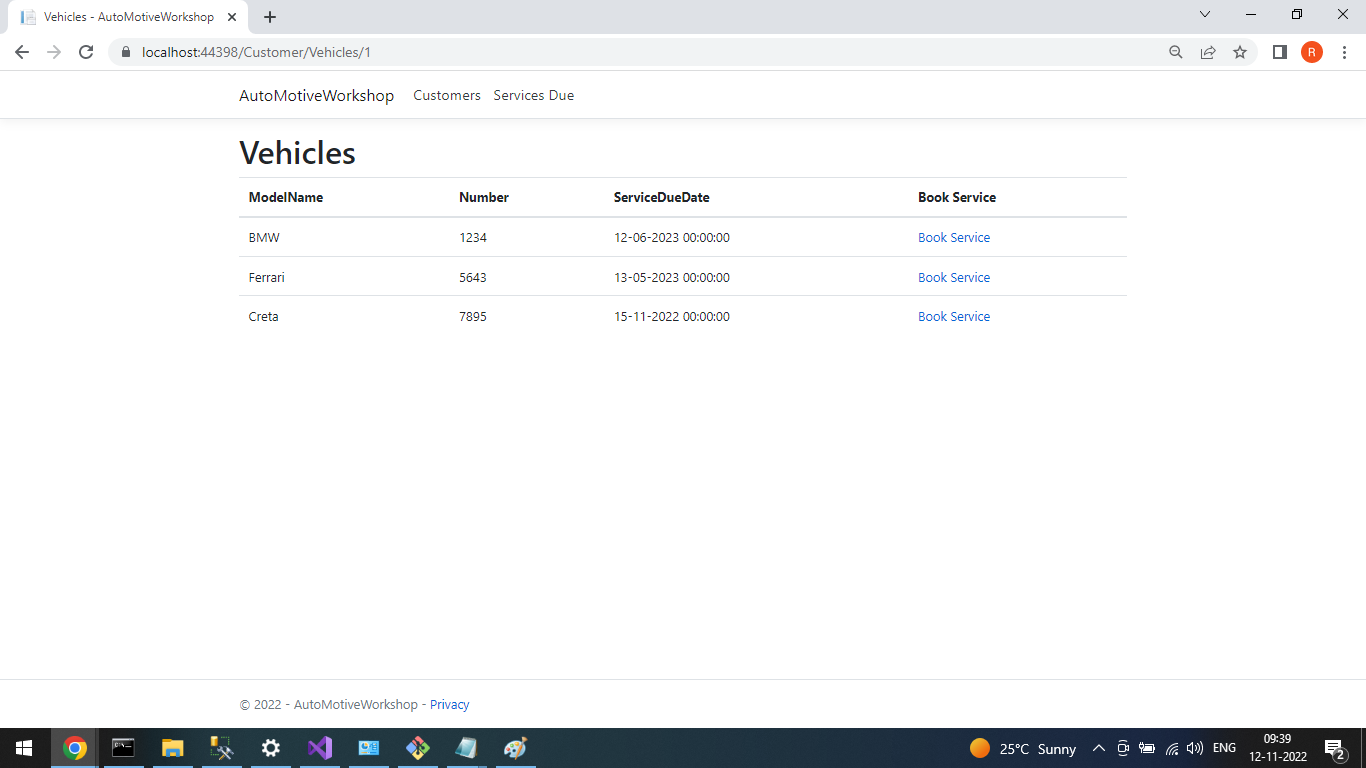 Vehicles - AutoMotiveWorkshop
localhost:44398/Customer/Vehicles/1
R
AutoMotiveWorkshop Customers Services Due
Vehicles
ModelName Number ServiceDueDate Book Service
BMW 1234 12-06-2023 00:00:00 Book Service
Ferrari 5643 13-05-2023 00:00:00 Book Service
Creta 7895 15-11-2022 00:00:00 Book Service
© 2022 - AutoMotiveWorkshop - Privacy
25°C Sunny ENG 09:39
12-11-2022
2